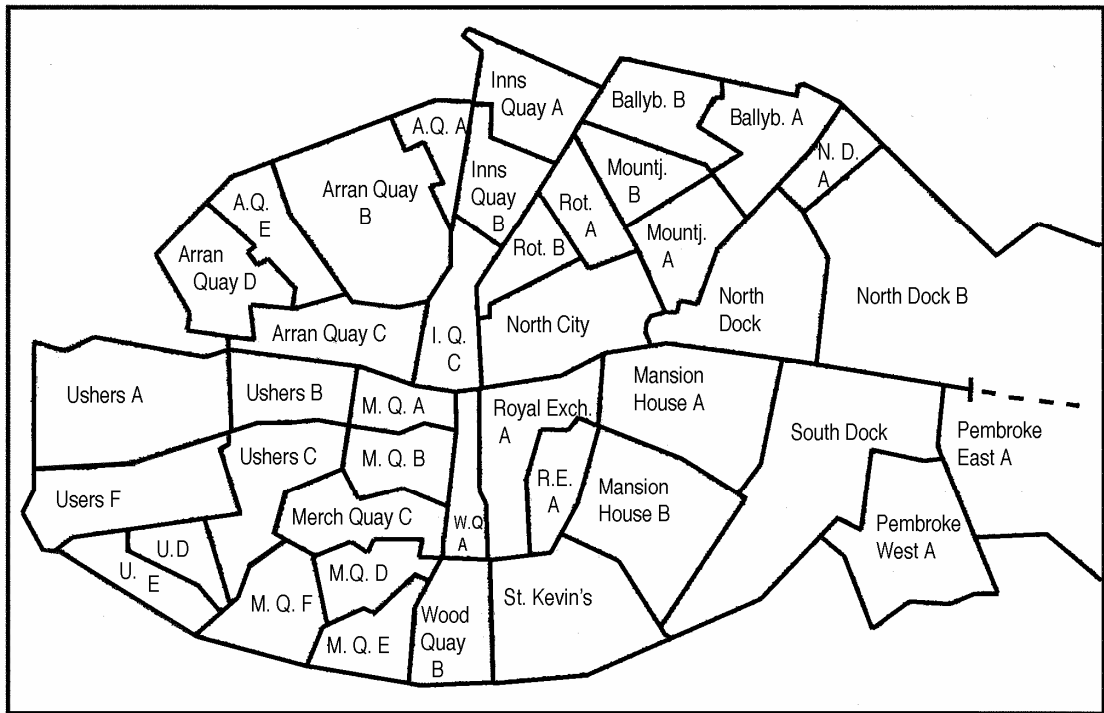 Inns
Quay A
Ballyb. B
Ballyb. A
A.Q. A
N. D.
A
Inns
Quay
B
Mountj.
B
Arran Quay
B
A.Q.
E
Rot.
A
Mountj.
A
Rot. B
Arran
Quay D
North
Dock
North Dock B
Arran Quay C
I. Q.
C
North City
Ushers A
Ushers B
M. Q. A
Royal Exch.
A
Mansion
House A
South Dock
Pembroke
East A
Ushers C
M. Q. B
Users F
R.E.
A
Mansion
House B
Merch Quay C
W.Q.
A
Pembroke
West A
U.D
U.
E
M.Q. D
M. Q. F
St. Kevin's
Wood
Quay
B
M. Q. E